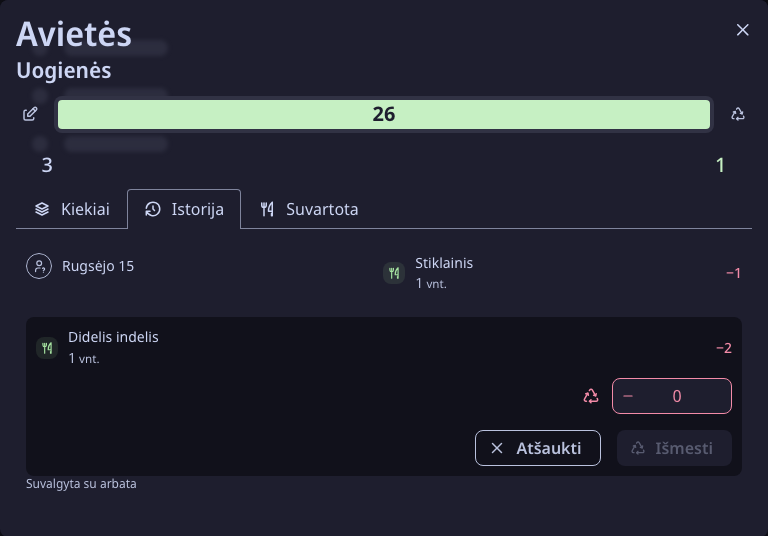 Avietės
Uogienės
26
3
1
Kiekiai
Istorija
Suvartota
Rugsėjo 15
Stiklainis
1 vnt.
−1
Didelis indelis
1 vnt.
−2
− 0
Atšaukti
Išmesti
Suvalgyta su arbata